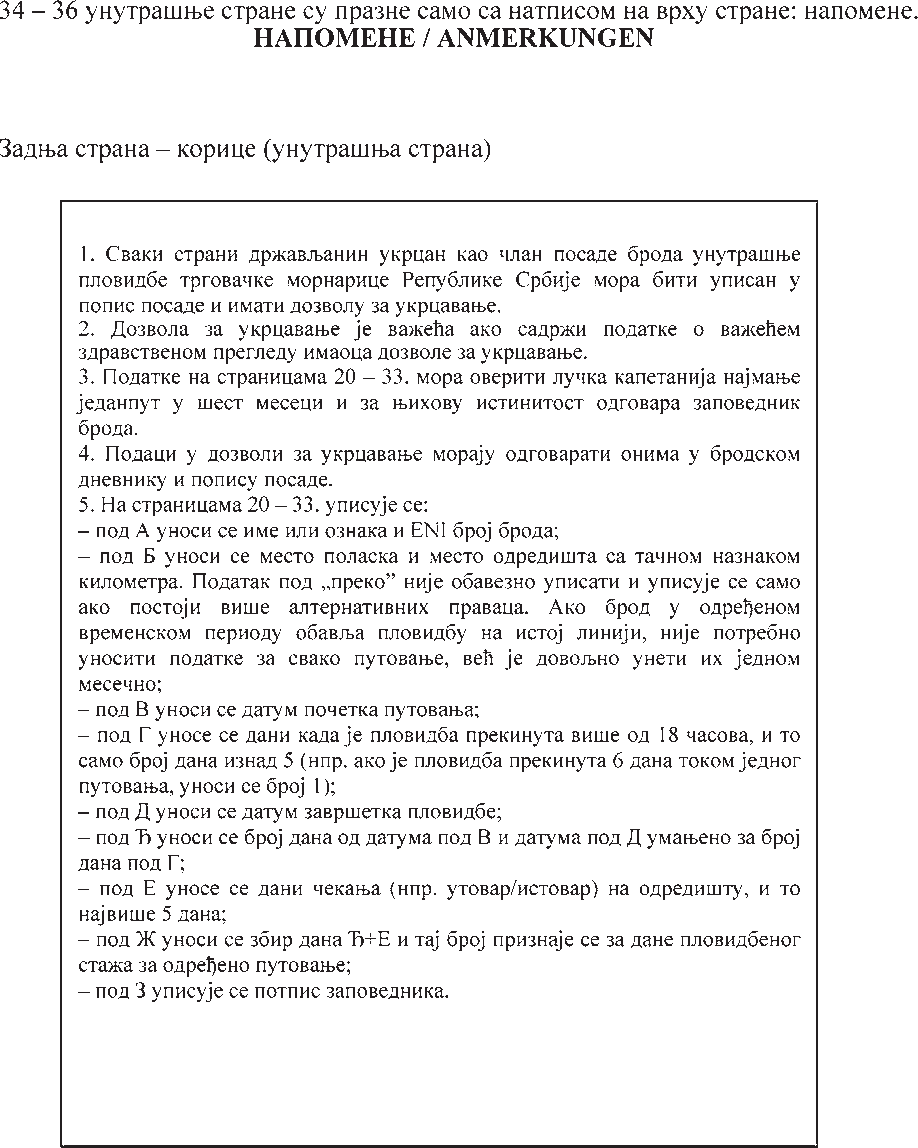 34 – 36 унутрашње стране су празне само са натписом на врху стране: напомене.
НАПОМЕНЕ / ANMERKUNGEN
Задња страна – корице (унутрашња страна)
1. Сваки страни држављанин укрцан као члан посаде брода унутрашње
пловидбе трговачке морнарице Републике Србије мора бити уписан у
попис посаде и имати дозволу за укрцавање.
2. Дозвола за укрцавање је важећа ако садржи податке о важећем
здравственом прегледу имаоца дозволе за укрцавање.
3. Податке на страницама 20 – 33. мора оверити лучка капетанија најмање
једанпут у шест месеци и за њихову истинитост одговара заповедник
брода.
4. Подаци у дозволи за укрцавање морају одговарати онима у бродском
дневнику и попису посаде.
5. На страницама 20 – 33. уписује се:
– под А уноси се име или ознака и ENI број брода;
– под Б уноси се место поласка и место одредишта са тачном назнаком
километра. Податак под „преко” није обавезно уписати и уписује се само
ако постоји више алтернативних праваца. Ако брод у одређеном
временском периоду обавља пловидбу на истој линији, није потребно
уносити податке за свако путовање, већ је довољно унети их једном
месечно;
– под В уноси се датум почетка путовања;
– под Г уносе се дани када је пловидба прекинута више од 18 часова, и то
само број дана изнад 5 (нпр. ако је пловидба прекинута 6 дана током једног
путовања, уноси се број 1);
– под Д уноси се датум завршетка пловидбе;
– под Ђ уноси се број дана од датума под В и датума под Д умањено за број
дана под Г;
– под Е уносе се дани чекања (нпр. утовар/истовар) на одредишту, и то
највише 5 дана;
– под Ж уноси се збир дана Ђ+Е и тај број признаје се за дане пловидбеног
стажа за одређено путовање;
– под З уписује се потпис заповедника.